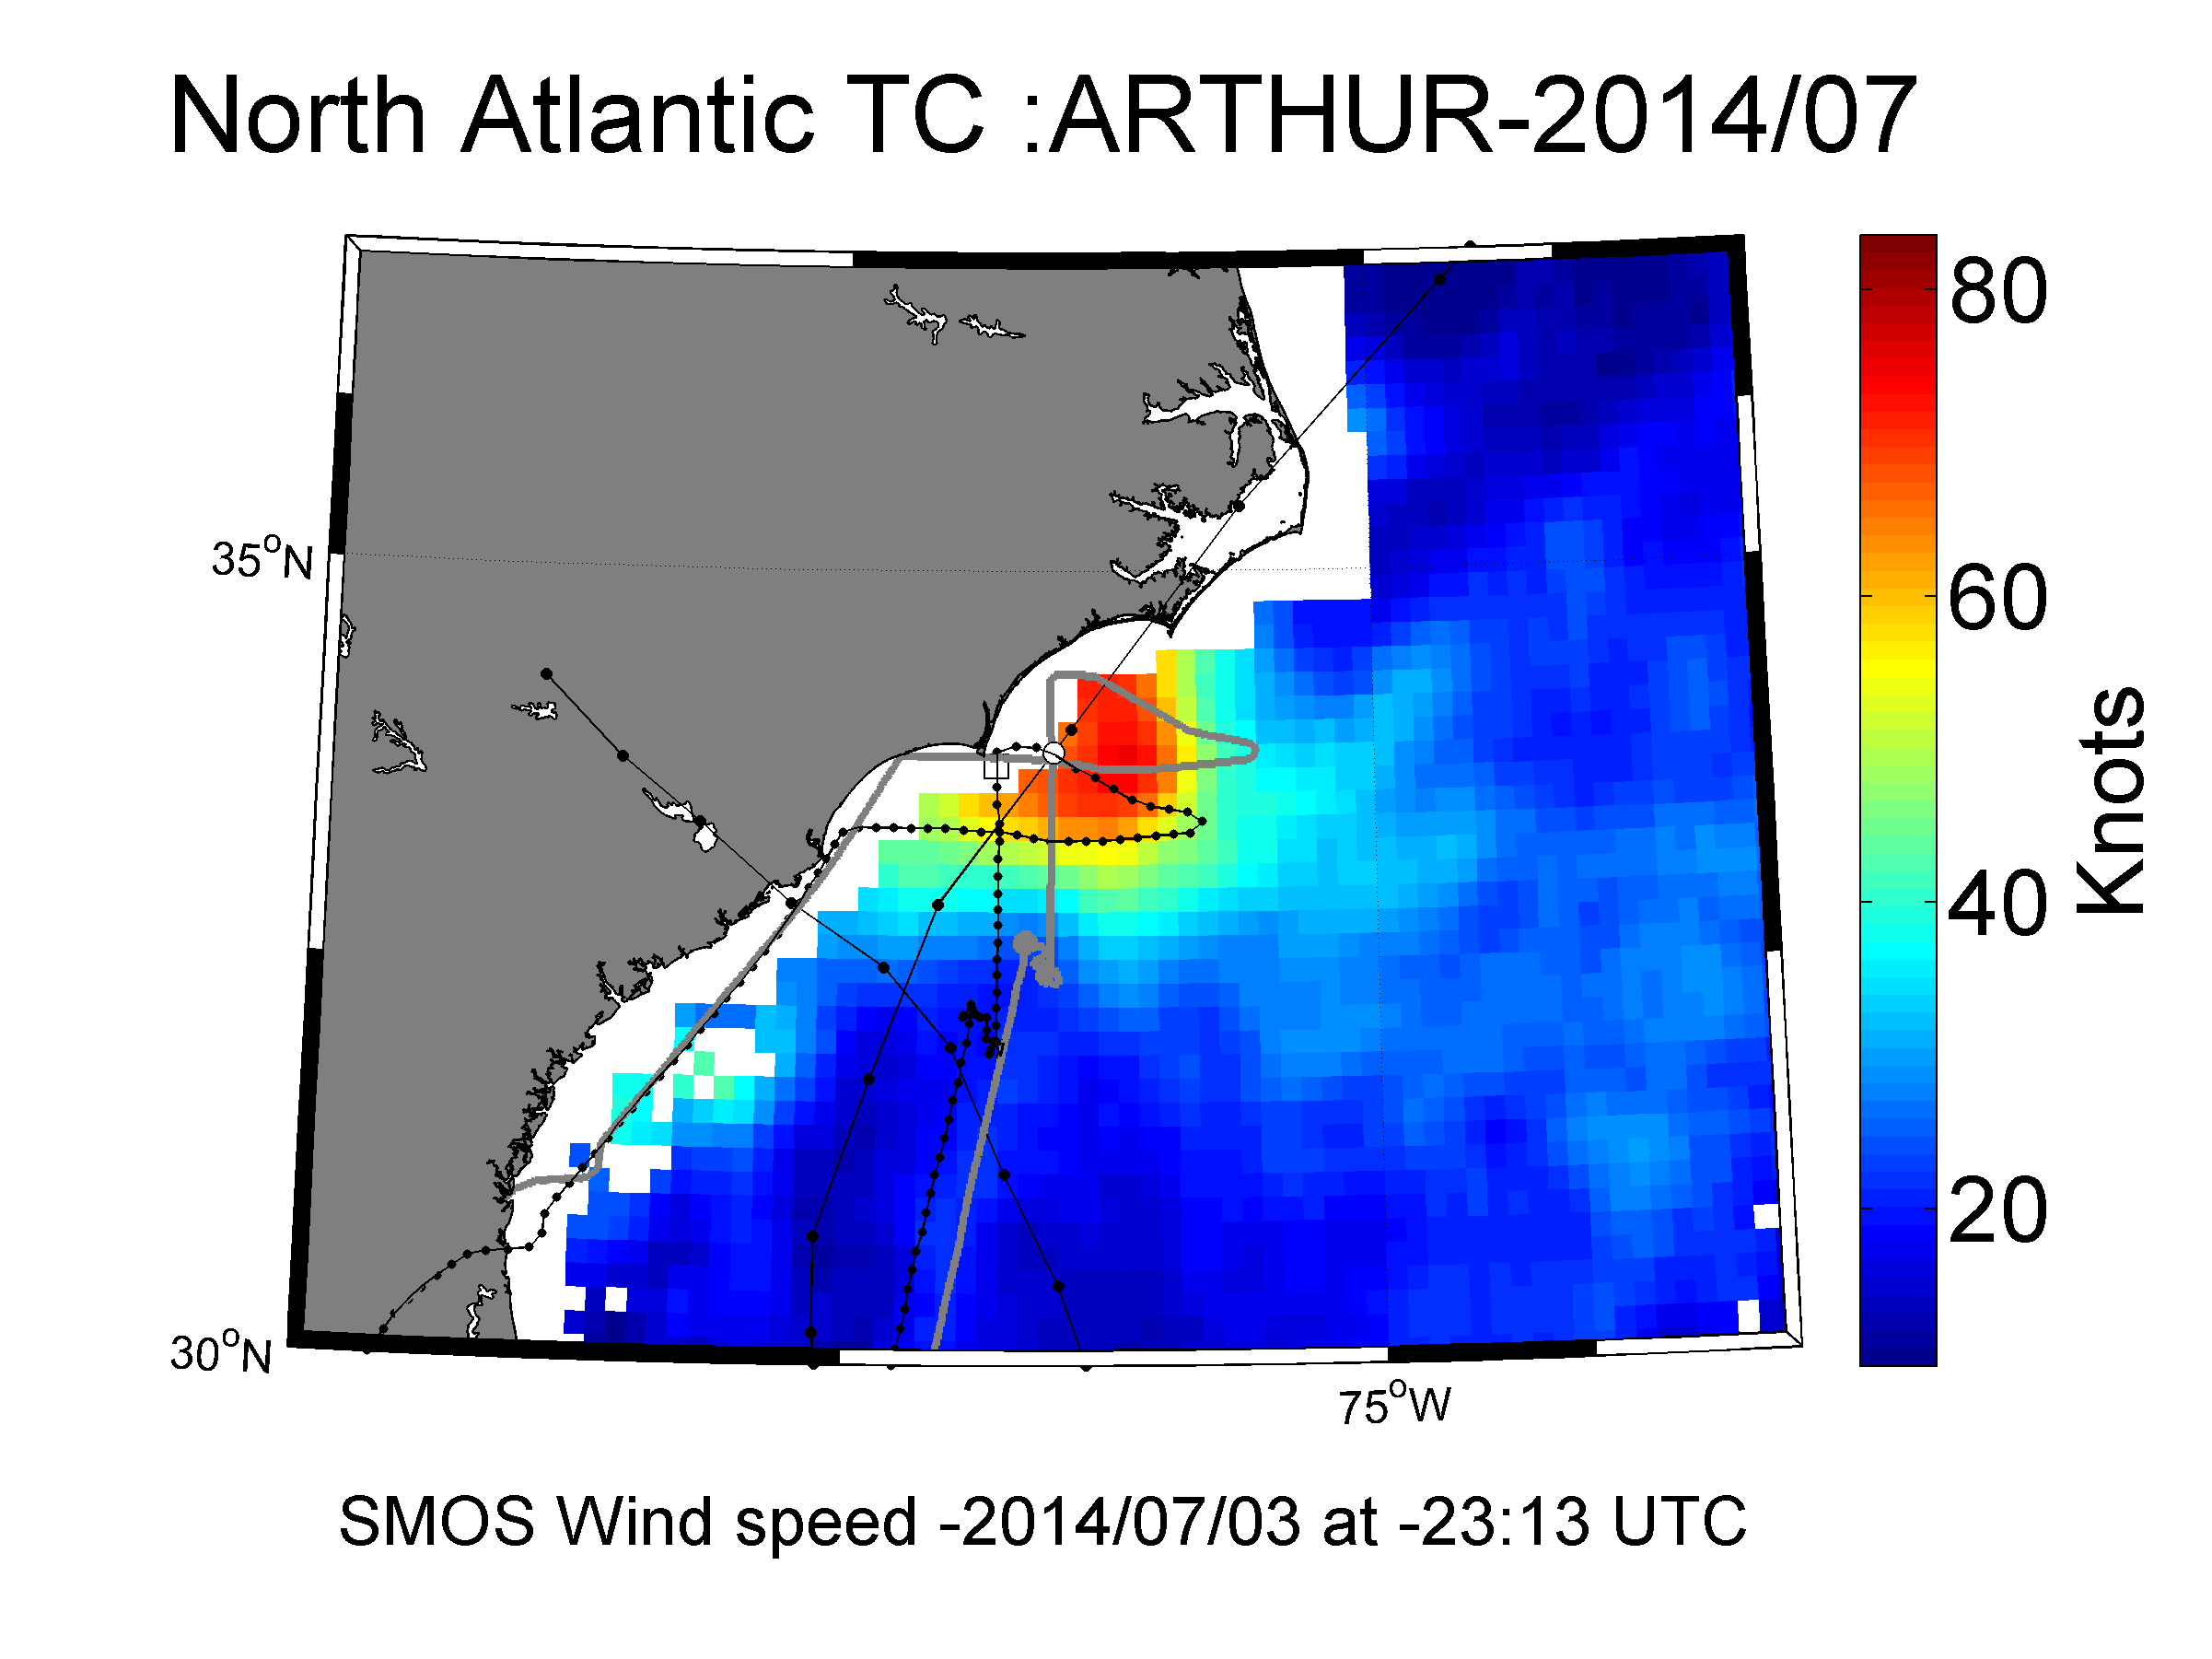 North Atlantic TC :ARTHUR-2014/07
80
60
40
20
Knots
35°N
30°N
75°W
SMOS Wind speed -2014/07/03 at -23:13 UTC